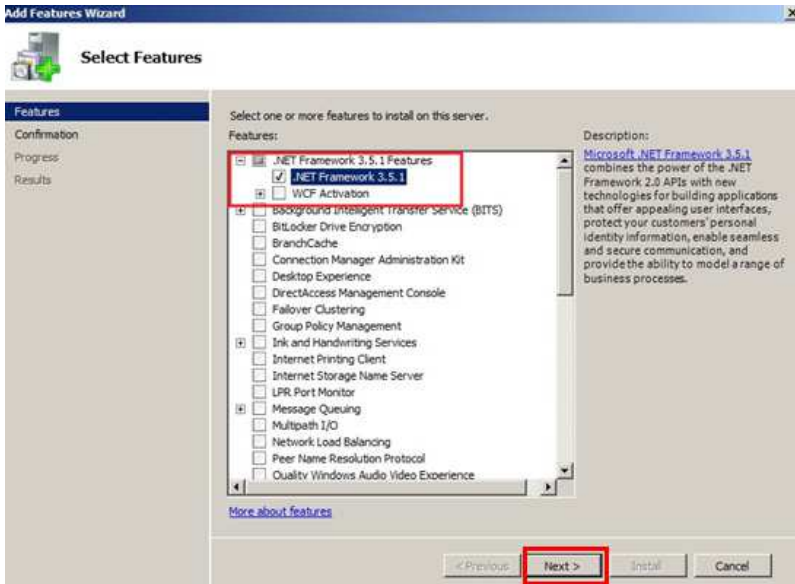 Add Features Wizard
Select Features
Features
Confirmation
Progress
Results
Select one or more features to install on this server.
Features:
.NET Framework 3.5.1 Features
.NET Framework 3.5.1
WCF Activation
Background Intelligent Transfer Service (BITS)
BitLocker Drive Encryption
BranchCache
Connection Manager Administration Kit
Desktop Experience
DirectAccess Management Console
Failover Clustering
Group Policy Management
Ink and Handwriting Services
Internet Printing Client
Internet Storage Name Server
LPR Port Monitor
Message Queuing
Multipath I/O
Network Load Balancing
Peer Name Resolution Protocol
Quality Windows Audio Video Experience
Description:
Microsoft .NET Framework 3.5.1
combines the power of the .NET
Framework 2.0 APIs with new
technologies for building applications
that offer appealing user interfaces,
protect your customers' personal
identity information, enable seamless
and secure communication, and
provide the ability to model a range of
business processes.
More about features
< Previous
Next >
Install
Cancel